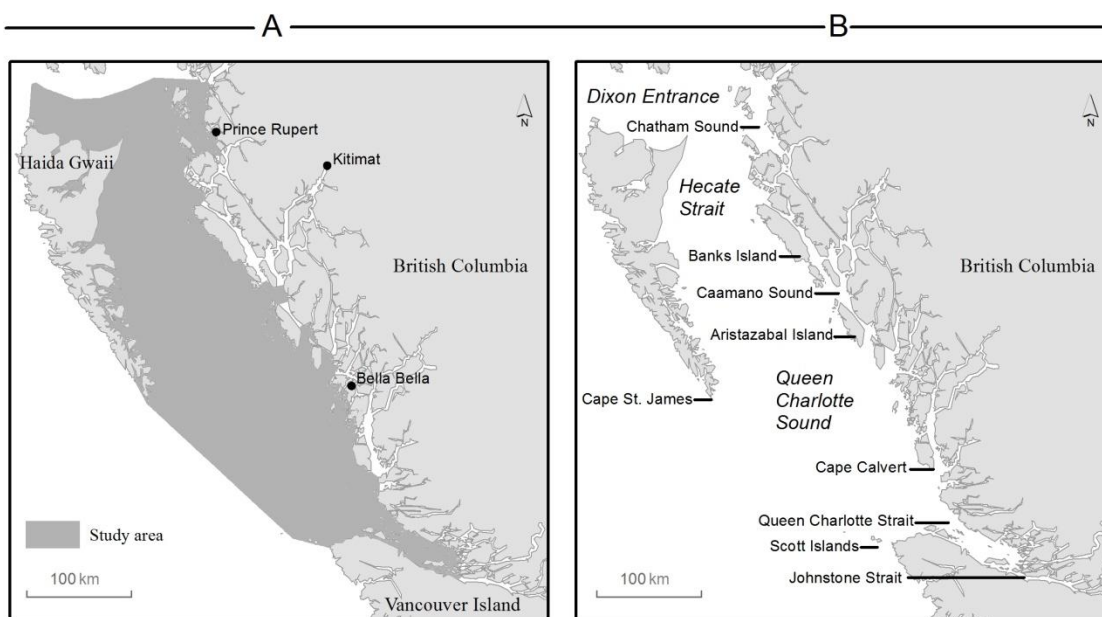 A
B
N
Prince Rupert
Haida Gwaii
Kitimat
British Columbia
Bella Bella
Study area
100 km
Vancouver Island
N
Dixon Entrance
Chatham Sound
Hecate
Strait
Banks Island
British Columbia
Caamano Sound
Aristazabal Island
Queen
Charlotte
Sound
Cape St. James
Cape Calvert
Queen Charlotte Strait
Scott Islands
Johnstone Strait
100 km